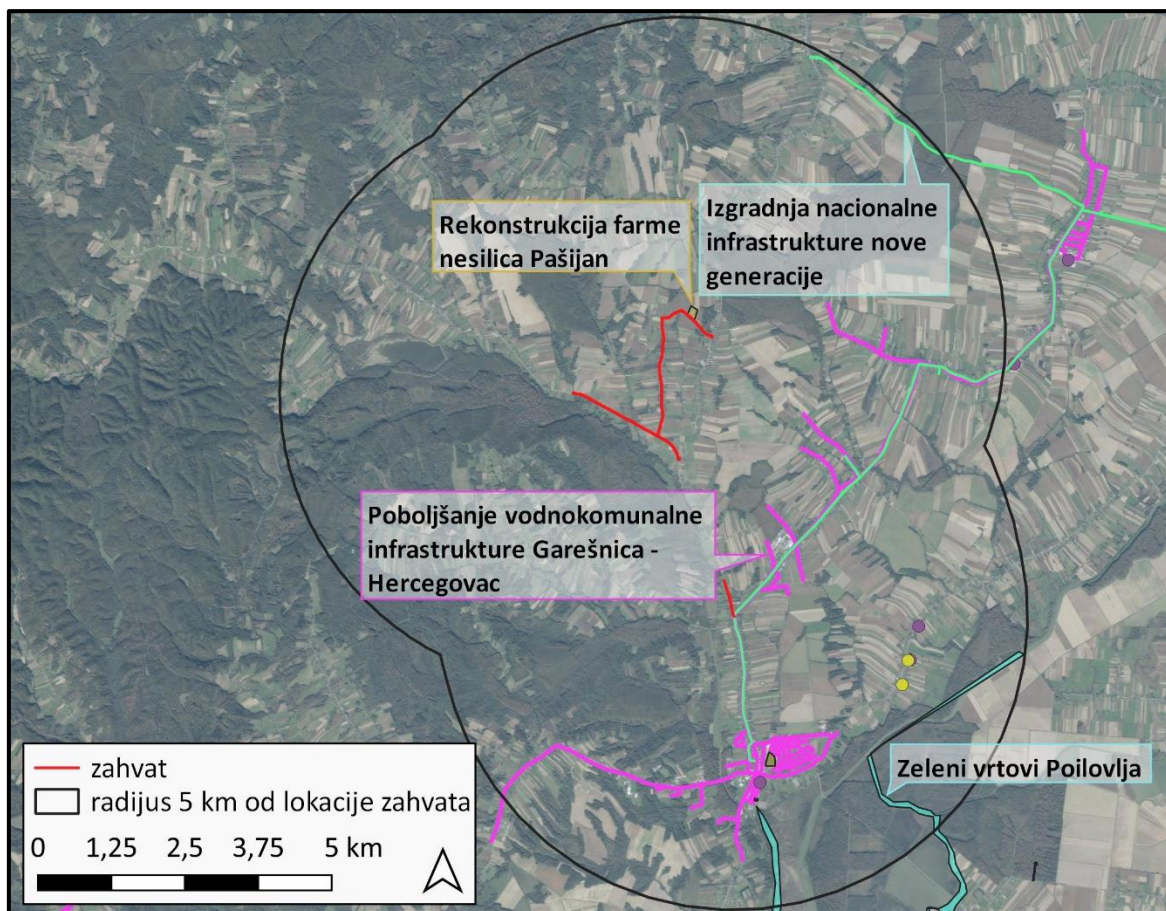 Rekonstrukcija farme
nesilica Pašijan
Izgradnja nacionalne
infrastrukture nove
generacije
Poboljšanje vodnokomunalne
infrastrukture Garešnica -
Hercegovac
Zeleni vrtovi Poilovlja
zahvat
radijus 5 km od lokacije zahvata
0 1,25 2,5 3,75 5 km